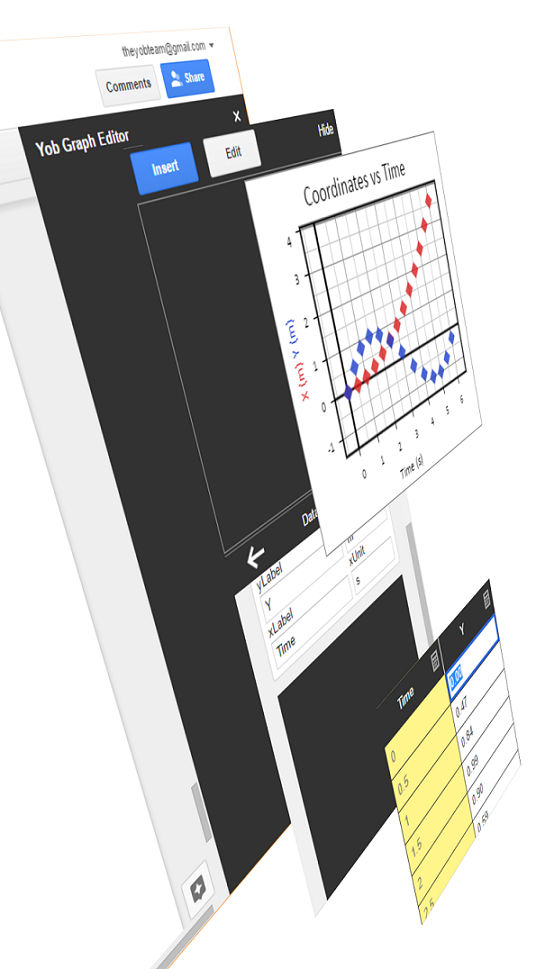 theyobteam@gmail.com
Comments
Share
Yob Graph Editor
×
Insert
Edit
Hide
Coordinates vs Time
4
3
2
1
0
-1
X (m) Y (m)
0 1 2 3 4 5 6
Time (s)
yLabel
Y
m
xLabel
xUnit
Time
s
Time
Y
0
0.00
0.5
0.47
1
0.84
1.5
0.99
2
0.90
2.5
0.59